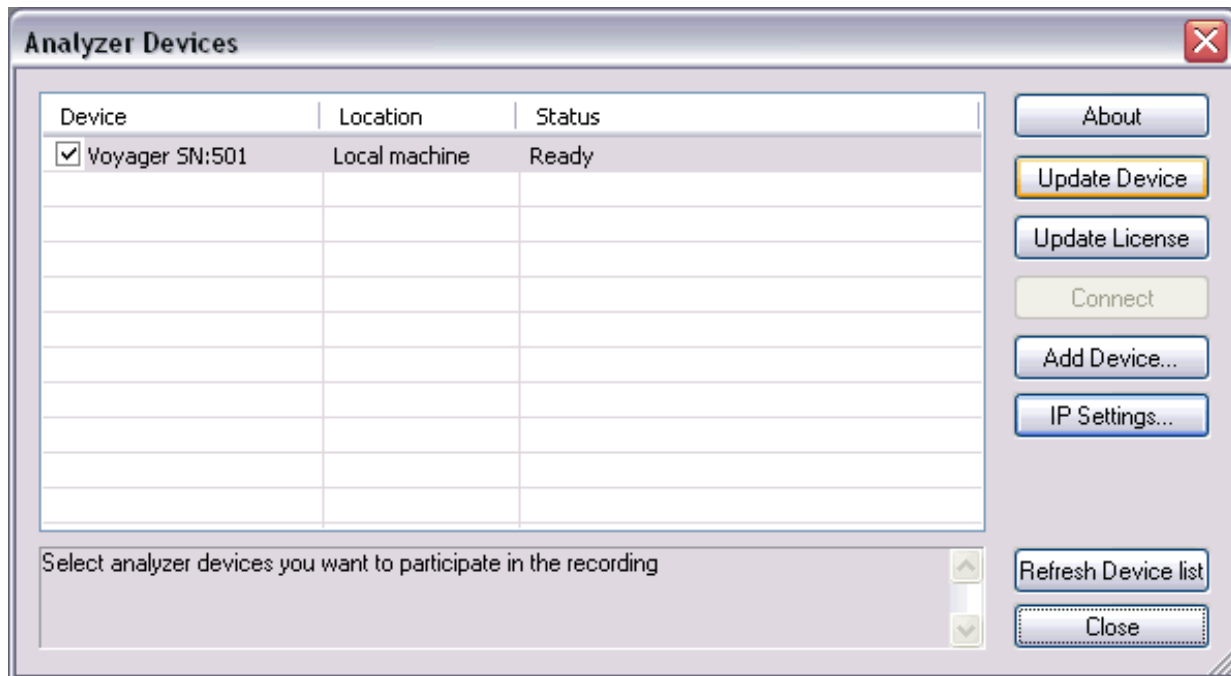 Analyzer Devices
Device Location Status
Voyager SN:501 Local machine Ready
About
Update Device
Update License
Connect
Add Device...
IP Settings...
Select analyzer devices you want to participate in the recording
Refresh Device list
Close